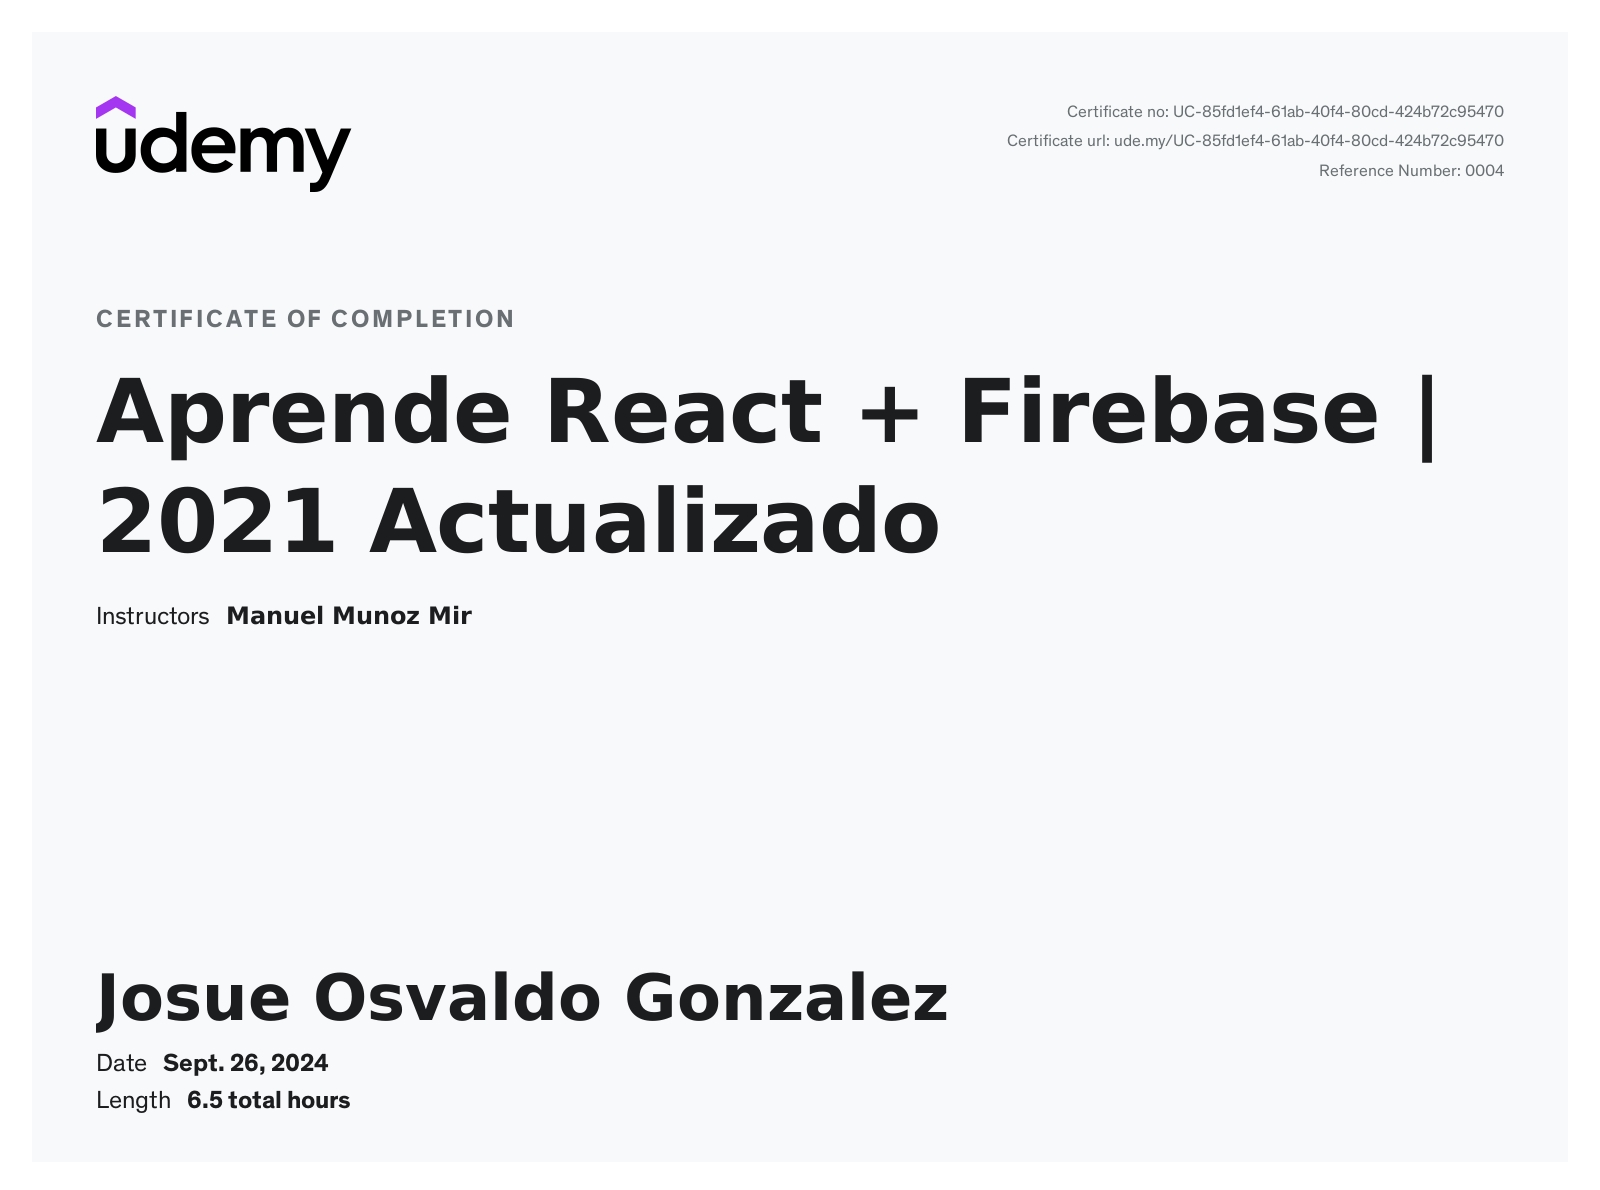 udemy
Certificate no: UC-85fd1ef4-61ab-40f4-80cd-424b72c95470
Certificate url: ude.my/UC-85fd1ef4-61ab-40f4-80cd-424b72c95470
Reference Number: 0004
CERTIFICATE OF COMPLETION
Aprende React + Firebase |
2021 Actualizado
Instructors Manuel Munoz Mir
Josue Osvaldo Gonzalez
Date Sept. 26, 2024
Length 6.5 total hours